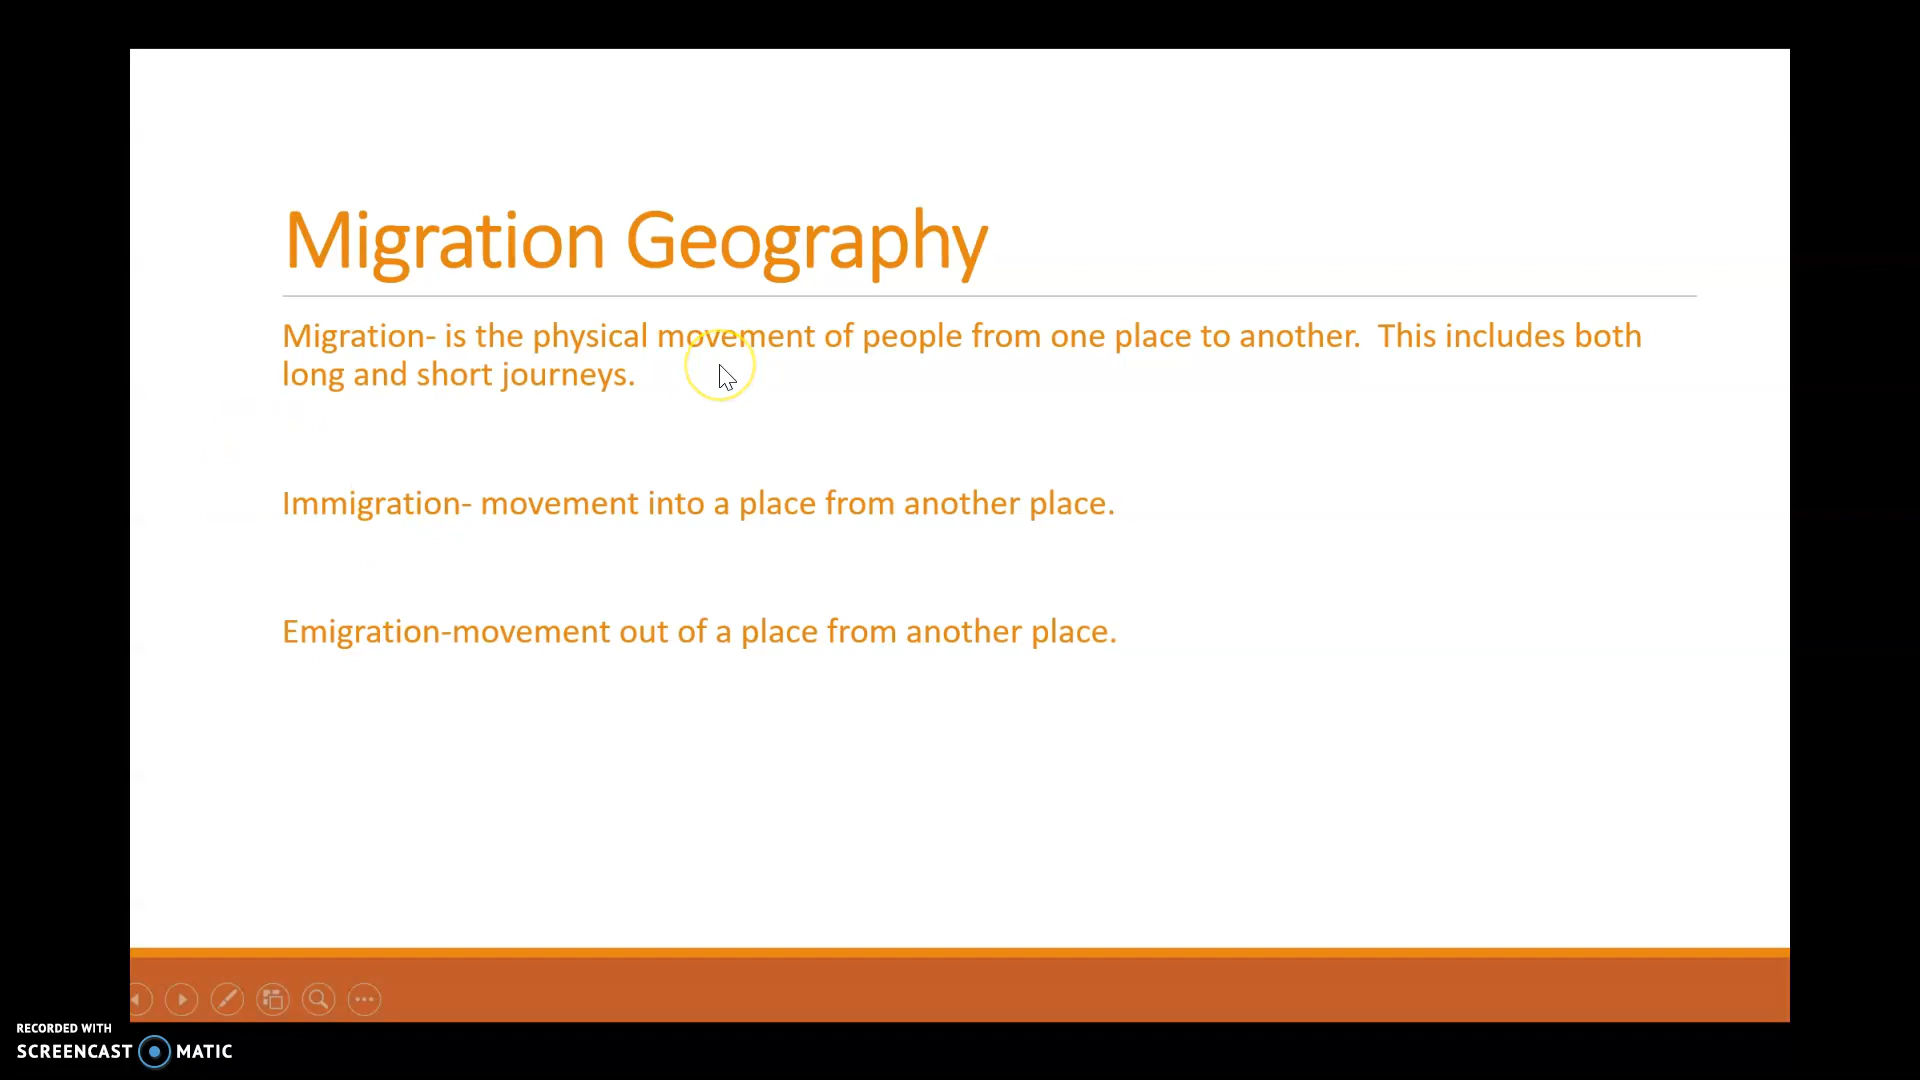 Migration Geography
Migration- is the physical movement of people from one place to another.  This includes both
long and short journeys.
Immigration- movement into a place from another place.
Emigration-movement out of a place from another place.
RECORDED WITH
SCREENCAST MATIC